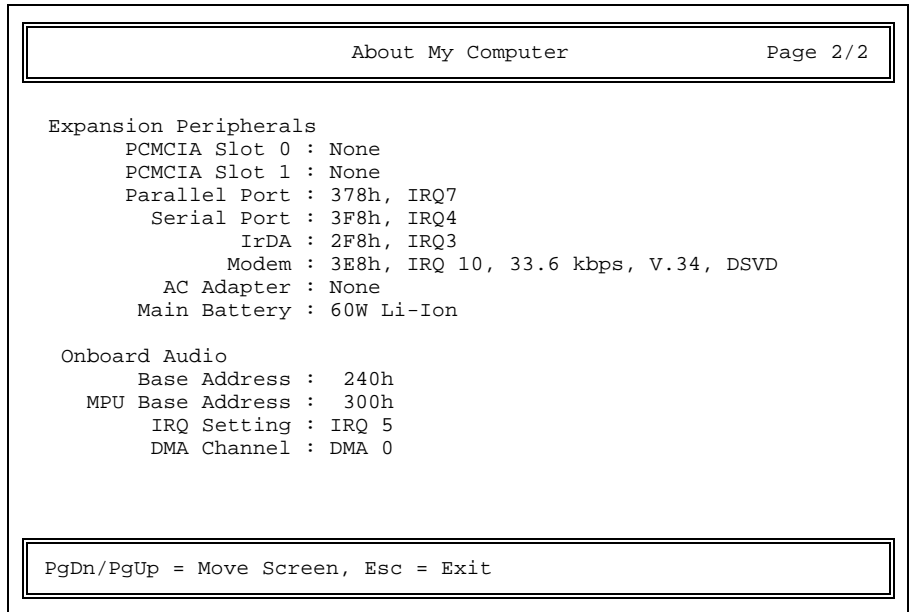 About My Computer Page 2/2
Expansion Peripherals
PCMCIA Slot 0 : None
PCMCIA Slot 1 : None
Parallel Port : 378h, IRQ7
Serial Port : 3F8h, IRQ4
IrDA : 2F8h, IRQ3
Modem : 3E8h, IRQ 10, 33.6 kbps, V.34, DSVD
AC Adapter : None
Main Battery : 60W Li-Ion
Onboard Audio
Base Address : 240h
MPU Base Address : 300h
IRQ Setting : IRQ 5
DMA Channel : DMA 0
PgDn/PgUp = Move Screen, Esc = Exit